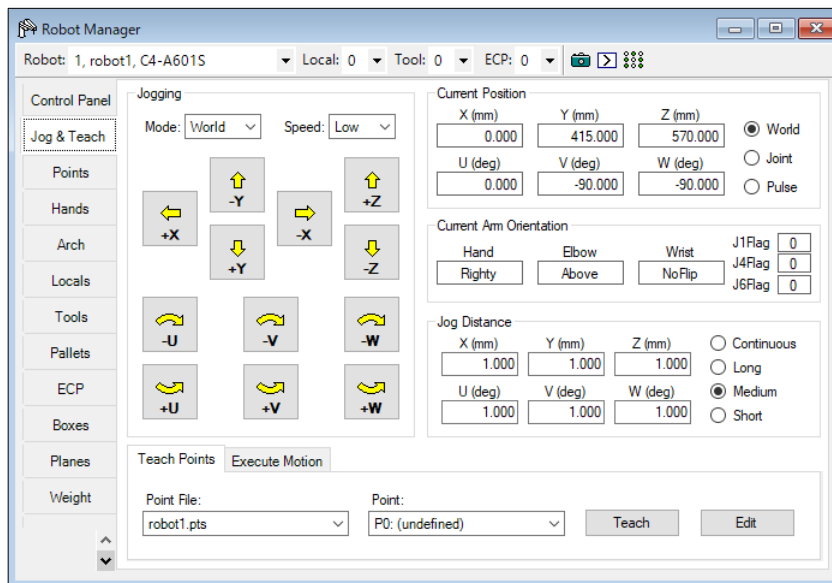 Robot Manager
Robot: 1, robot1, C4-A601S Local: 0 Tool: 0 ECP: 0
Control Panel
Jog & Teach
Points
Hands
Arch
Locals
Tools
Pallets
ECP
Boxes
Planes
Weight
Jogging
Mode: World Speed: Low
-Y
+Z
+X
-X
+Y
-Z
-U -V -W
+U +V +W
Current Position
X (mm) Y (mm) Z (mm)
0.000 415.000 570.000
U (deg) V (deg) W (deg)
0.000 -90.000 -90.000
World
Joint
Pulse
Current Arm Orientation
Hand Elbow Wrist
Righty Above NoFlip
J1Flag 0
J4Flag 0
J6Flag 0
Jog Distance
X (mm) Y (mm) Z (mm)
1.000 1.000 1.000
U (deg) V (deg) W (deg)
1.000 1.000 1.000
Continuous
Long
Medium
Short
Teach Points Execute Motion
Point File: Point:
robot1.pts P0: (undefined) Teach Edit